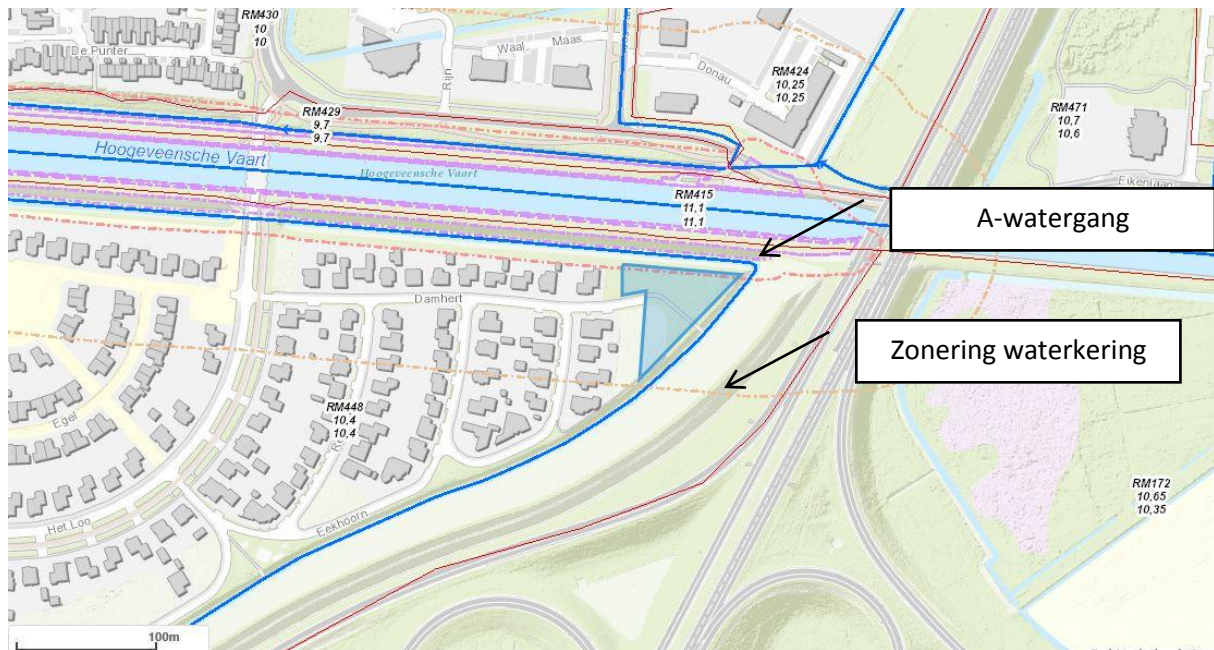 RM430
10
10
De Punter
Rijn
Waal
Maas
Donau
RM424
10,25
10,25
RM471
10,7
10,6
RM429
9,7
9,7
Hoogeveensche Vaart
Hoogeveensche Vaart
Eikenlaan
RM415
11,1
11,1
A-watergang
Damhert
Zonering waterkering
RM448
10,4
10,4
Egel
Het Loo
Eekhoorn
RM172
10,65
10,35
100m